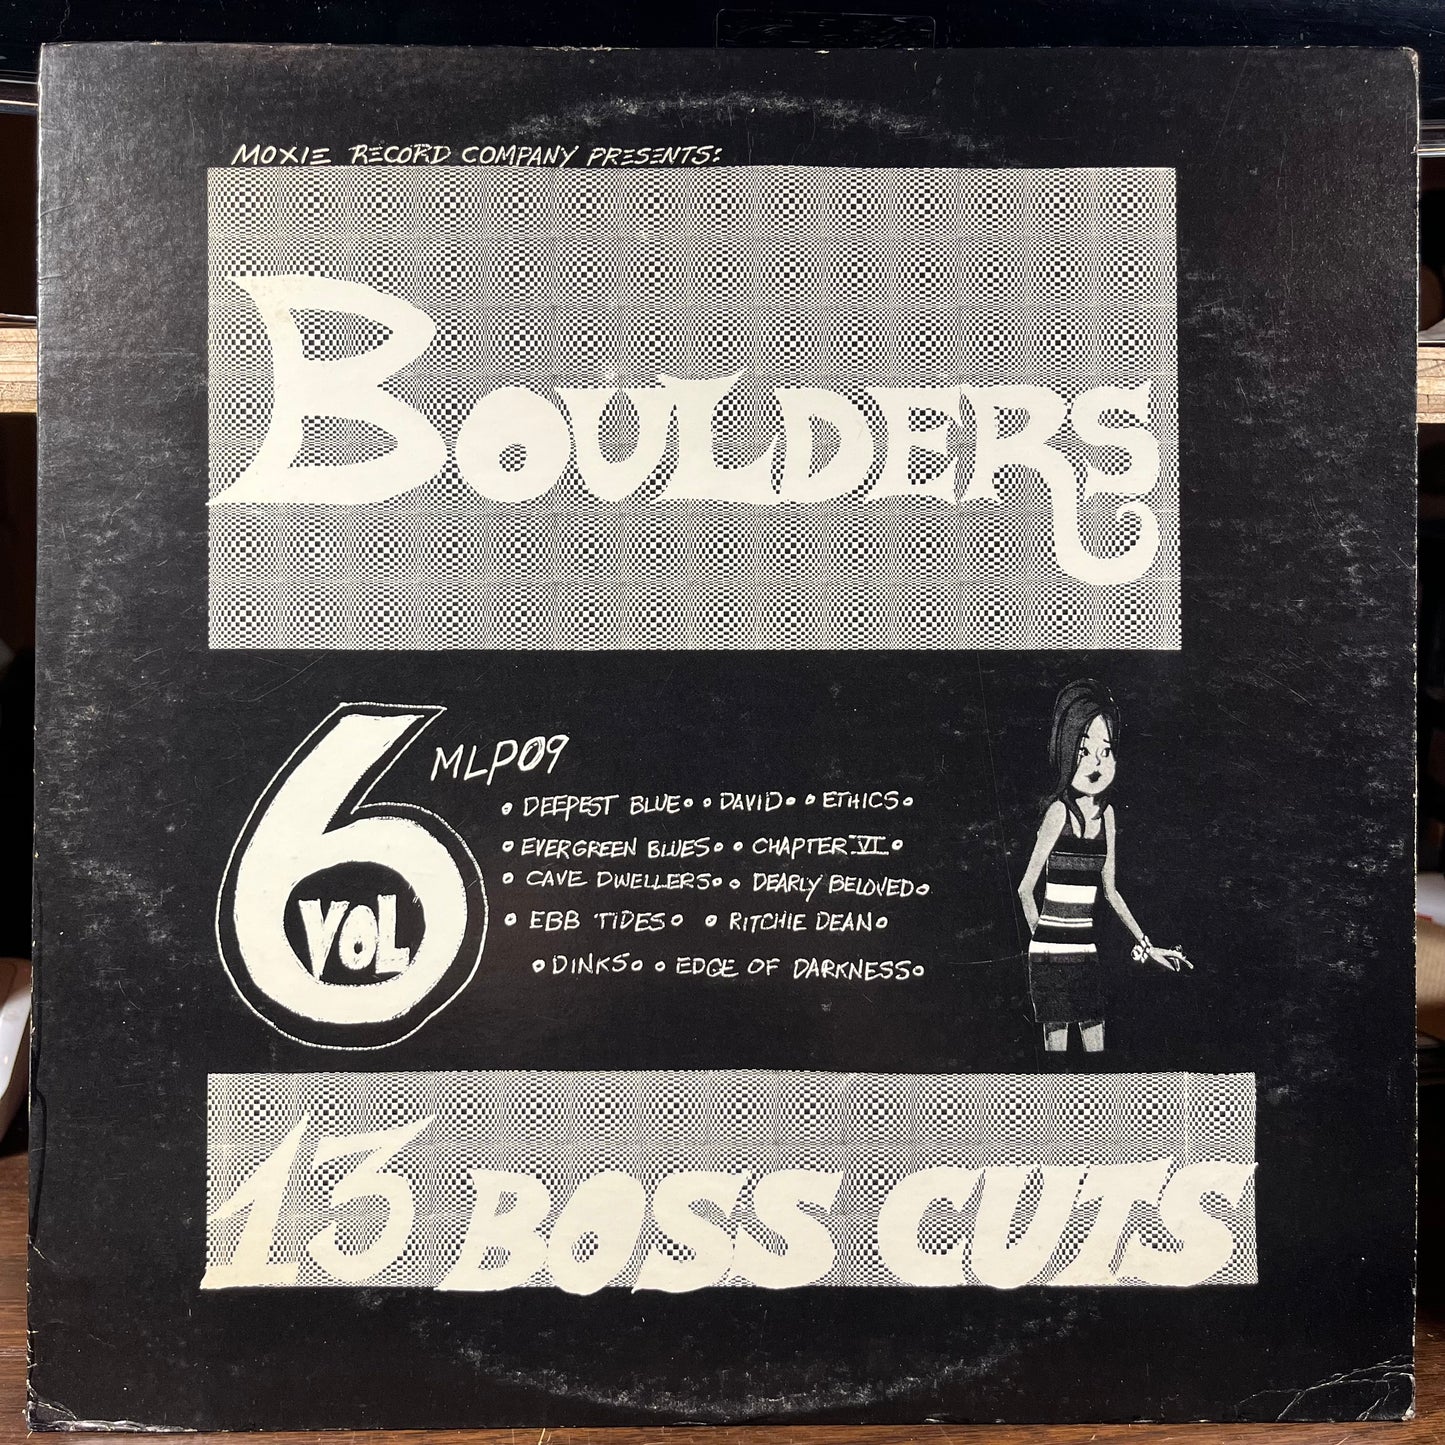 MOXIE RECORD COMPANY PRESENTS:
BOULDERS
6 VOL
MLP09
• DEEPEST BLUE • • DAVID • • ETHICS •
• EVERGREEN BLUES • • CHAPTER VI •
• CAVE DWELLERS • • DEARLY BELOVED •
• EBB TIDES • • RITCHIE DEAN •
• DINKS • • EDGE OF DARKNESS •
13 BOSS CUTS